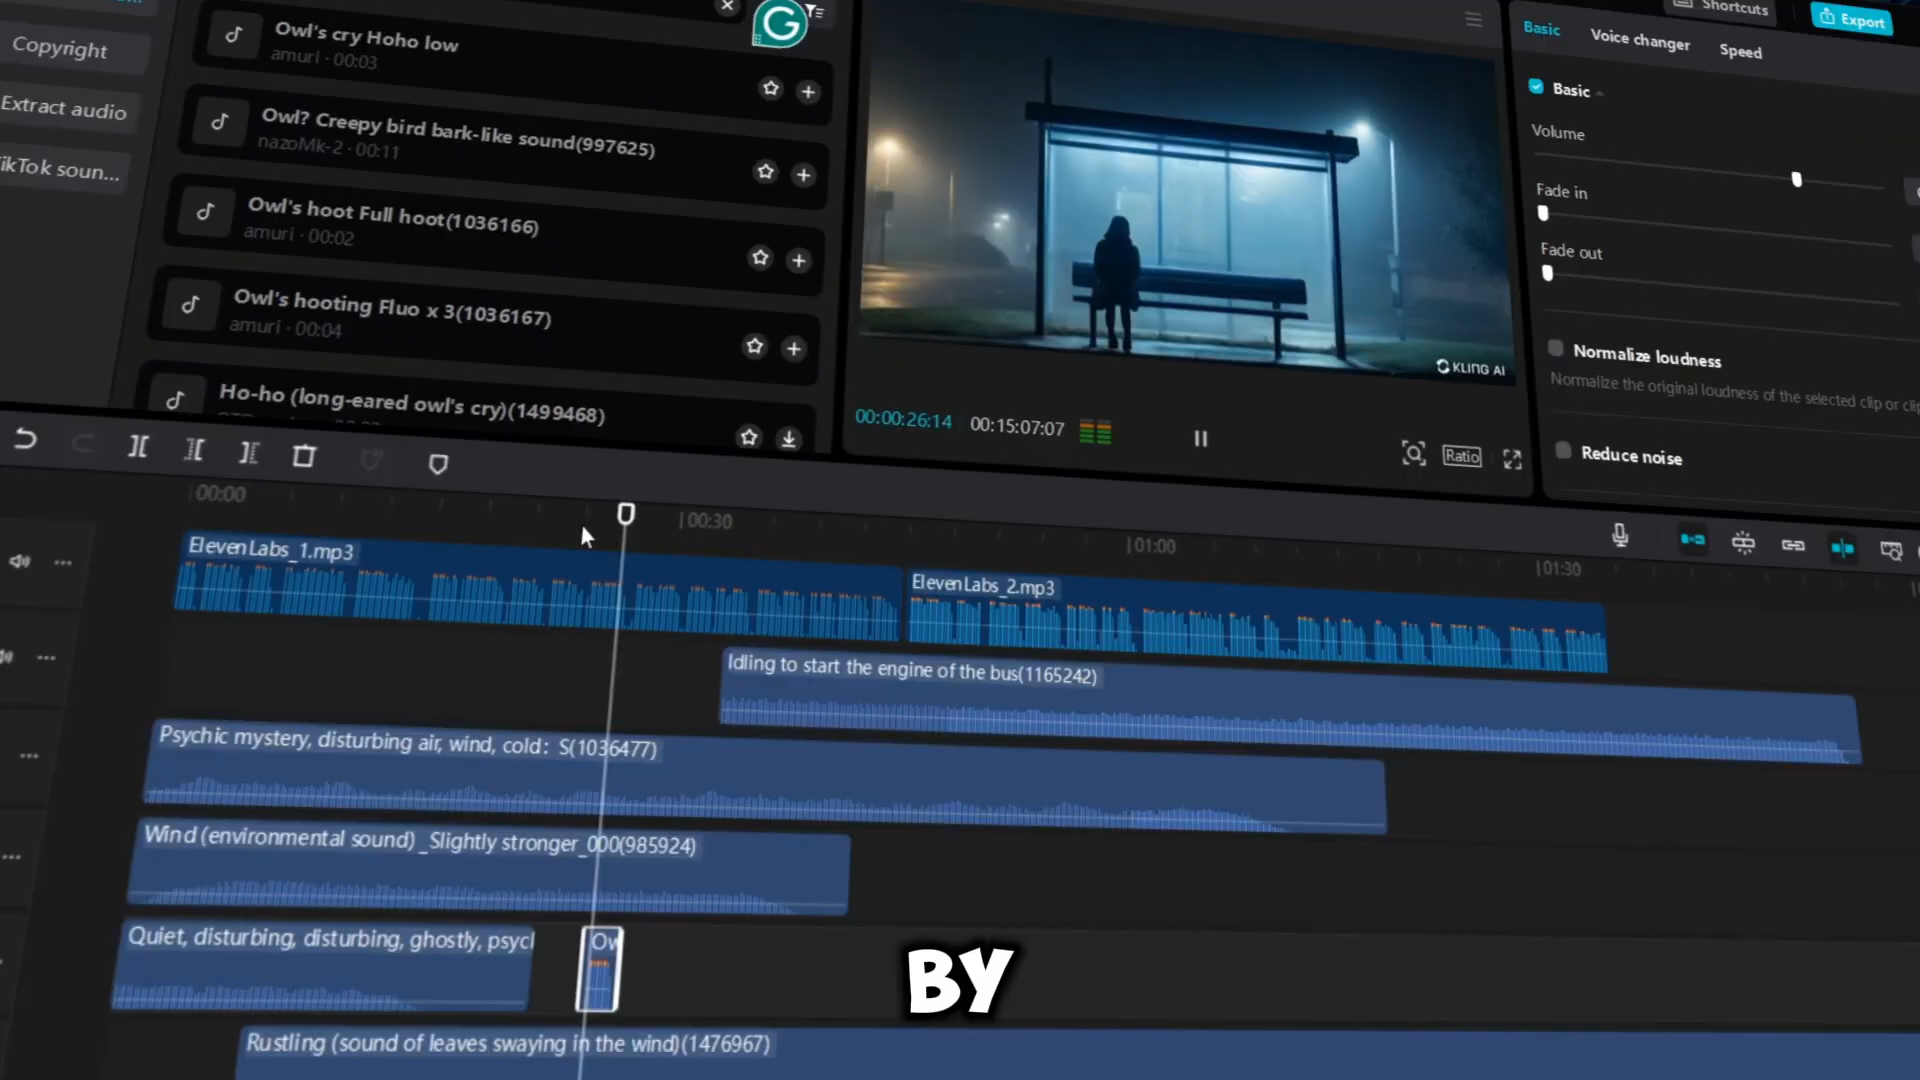 Copyright
Extract audio
ikTok soun...
Owl's cry Hoho low
amuri · 00:03
Owl? Creepy bird bark-like sound(997625)
nazoMk-2 · 00:11
Owl's hoot Full hoot(1036166)
amuri · 00:02
Owl's hooting Fluo x 3(1036167)
amuri · 00:04
Ho-ho (long-eared owl's cry)(1499468)
G
KLING AI
00:00:26:14 00:15:07:07
Ratio
Shortcuts
Export
Basic Voice changer Speed
Basic
Volume
Fade in
Fade out
Normalize loudness
Normalize the original loudness of the selected clip or clip
Reduce noise
00:00
00:30
01:00
01:30
ElevenLabs_1.mp3
ElevenLabs_2.mp3
Idling to start the engine of the bus(1165242)
Psychic mystery, disturbing air, wind, cold: S(1036477)
Wind (environmental sound) _Slightly stronger_000(985924)
Quiet, disturbing, disturbing, ghostly, psycl
Ow
Rustling (sound of leaves swaying in the wind)(1476967)
BY